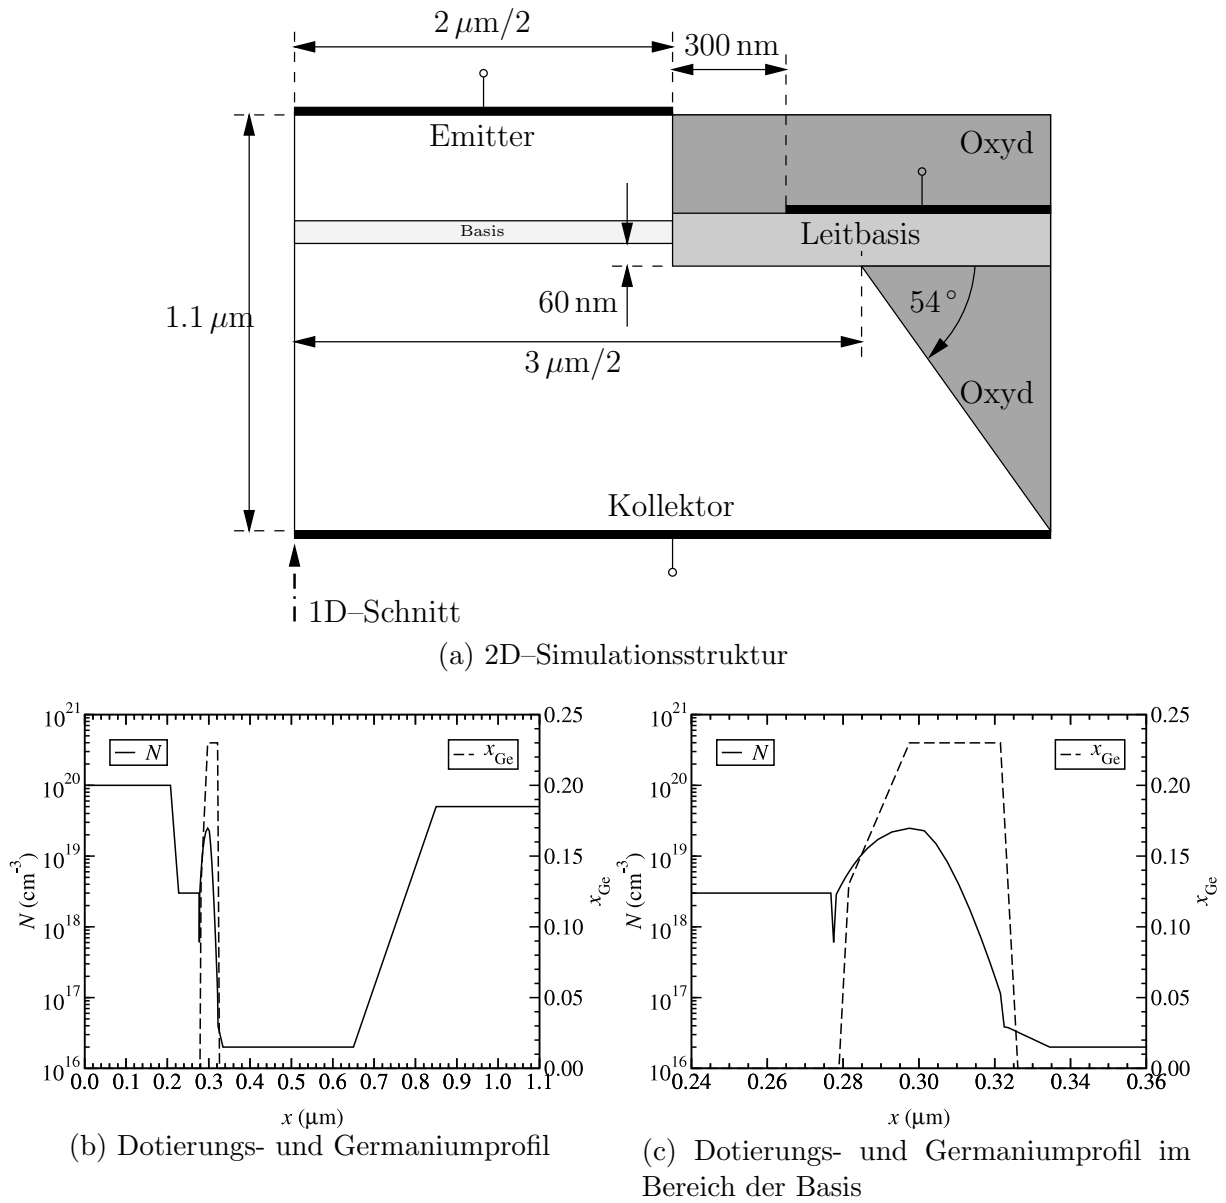 2 µm/2
300 nm
Emitter
Oxyd
Basis
Leitbasis
60 nm
54°
1.1 µm
3 µm/2
Oxyd
Kollektor
1D–Schnitt
(a) 2D–Simulationsstruktur
10^21
10^20
10^19
10^18
10^17
10^16
N (cm^-3)
N
x_Ge
0.25
0.20
0.15
0.10
0.05
0.00
x_Ge
0.0 0.1 0.2 0.3 0.4 0.5 0.6 0.7 0.8 0.9 1.0 1.1
x (µm)
(b) Dotierungs- und Germaniumprofil
10^21
10^20
10^19
10^18
10^17
10^16
N (cm^-3)
N
x_Ge
0.25
0.20
0.15
0.10
0.05
0.00
x_Ge
0.24 0.26 0.28 0.30 0.32 0.34 0.36
x (µm)
(c) Dotierungs- und Germaniumprofil im
Bereich der Basis